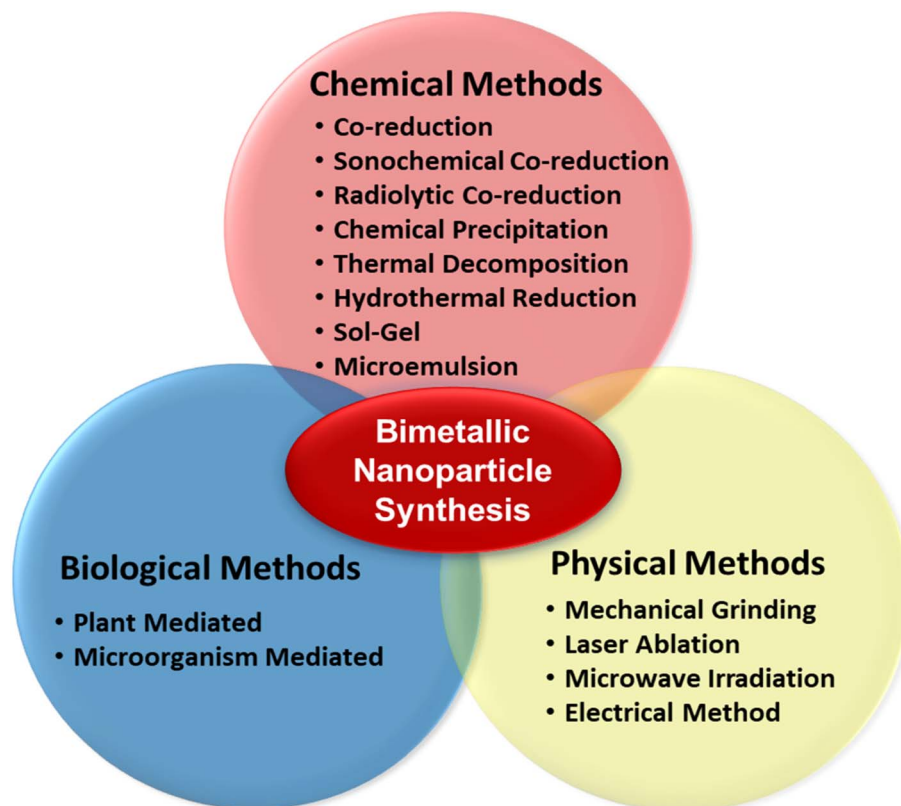 Chemical Methods
• Co-reduction
• Sonochemical Co-reduction
• Radiolytic Co-reduction
• Chemical Precipitation
• Thermal Decomposition
• Hydrothermal Reduction
• Sol-Gel
• Microemulsion
Bimetallic
Nanoparticle
Synthesis
Biological Methods
• Plant Mediated
• Microorganism Mediated
Physical Methods
• Mechanical Grinding
• Laser Ablation
• Microwave Irradiation
• Electrical Method